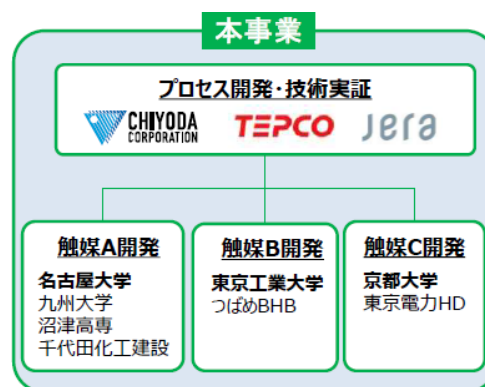 本事業
プロセス開発・技術実証
CHIYODA
CORPORATION
TEPCO
Jera
触媒A開発
名古屋大学
九州大学
沼津高専
千代田化工建設
触媒B開発
東京工業大学
つばめBHB
触媒C開発
京都大学
東京電力HD